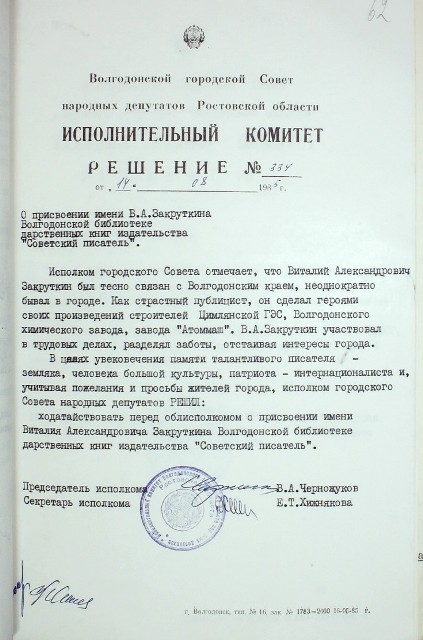 62
Волгодонской городской Совет
народных депутатов Ростовской области
ИСПОЛНИТЕЛЬНЫЙ КОМИТЕТ
РЕШЕНИЕ № 334
от „ 14 " 08 198 г.
О присвоении имени В.А.Закруткина
Волгодонской библиотеке
дарственных книг издательства
"Советский писатель".
Исполком городского Совета отмечает, что Виталий Александрович
Закруткин был тесно связан с Волгодонским краем, неоднократно
бывал в городе. Как страстный публицист, он сделал героями
своих произведений строителей Цимлянской ГЭС, Волгодонского
химического завода, завода "Атоммаш". В.А.Закруткин участвовал
в трудовых делах, разделял заботы, отстаивая интересы города.
В целях увековечения памяти талантливого писателя -
земляка, человека большой культуры, патриота - интернационалиста и,
учитывая пожелания и просьбы жителей города, исполком городского
Совета народных депутатов РЕШИЛ:
ходатайствовать перед облисполкомом о присвоении имени
Виталия Александровича Закруткина Волгодонской библиотеке
дарственных книг издательства "Советский писатель".
Председатель исполкома В.А.Черножуков
Секретарь исполкома Е.Т.Хижнякова
г. Волгодонск, тип. № 16, зак. № 1783—2000 16-05-85 г.